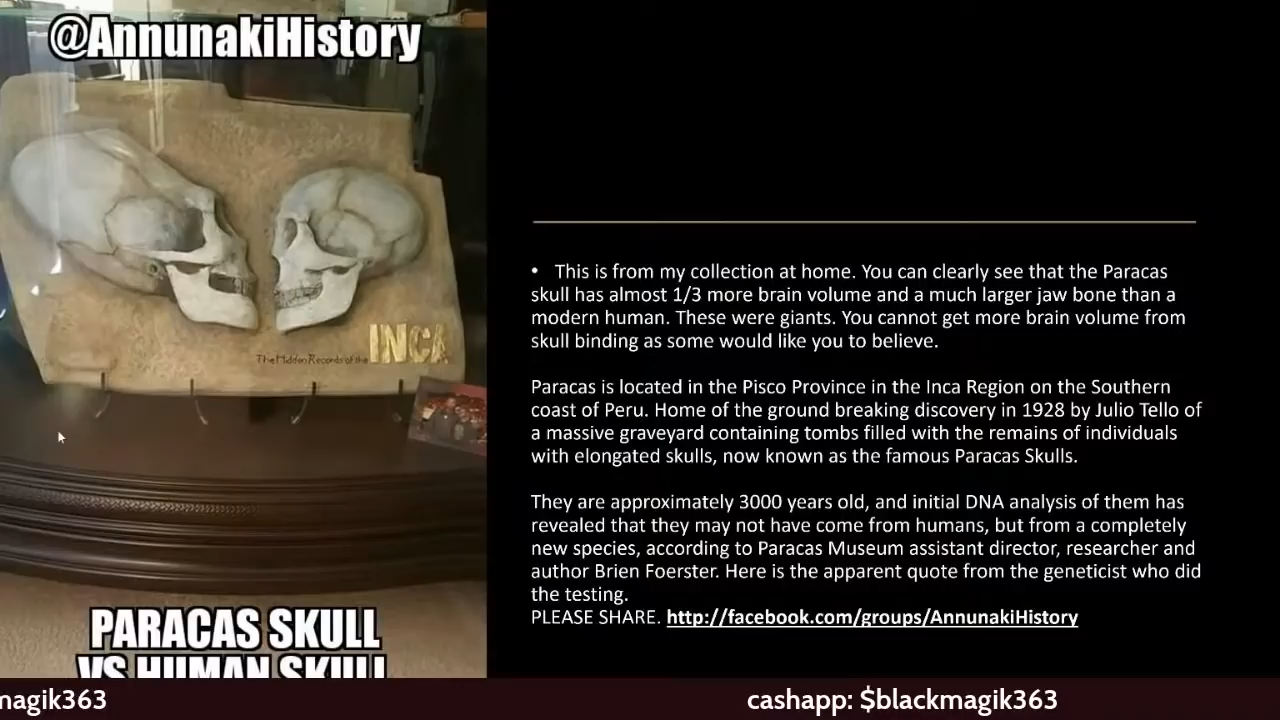 @AnnunakiHistory
The Hidden Records of the INCA
PARACAS SKULL
VS HUMAN SKULL
• This is from my collection at home. You can clearly see that the Paracas
skull has almost 1/3 more brain volume and a much larger jaw bone than a
modern human. These were giants. You cannot get more brain volume from
skull binding as some would like you to believe.
Paracas is located in the Pisco Province in the Inca Region on the Southern
coast of Peru. Home of the ground breaking discovery in 1928 by Julio Tello of
a massive graveyard containing tombs filled with the remains of individuals
with elongated skulls, now known as the famous Paracas Skulls.
They are approximately 3000 years old, and initial DNA analysis of them has
revealed that they may not have come from humans, but from a completely
new species, according to Paracas Museum assistant director, researcher and
author Brien Foerster. Here is the apparent quote from the geneticist who did
the testing.
PLEASE SHARE. http://facebook.com/groups/AnnunakiHistory
magik363
cashapp: $blackmagik363